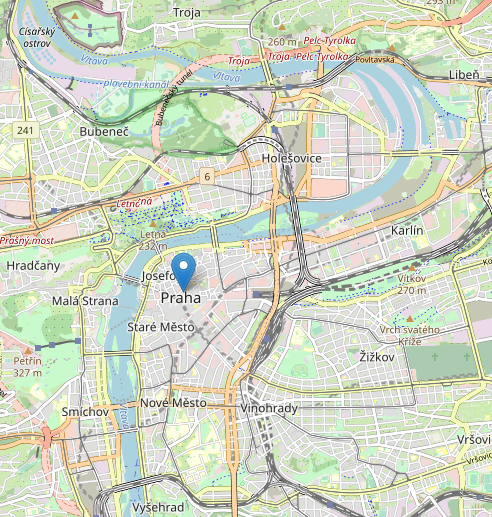 Troja
293 m
Císařský
ostrov
260 m
Pelc-Tyrolka
Vltava
Troja
Troja
Pelc-Tyrolka
Povltavská
plavební kanál
Vltava
Libeň
Bubenečský tunel
241
Bubeneč
Holešovice
6
Letenská
Letná
232 m
Prašný most
Karlín
Hradčany
Josefov
Vítkov
270 m
Malá Strana
Praha
Staré Město
Vrch svatého
Kříže
Petřín
327 m
Žižkov
Nové Město
Vinohrady
Smíchov
Vltava
Vršovi
Vršovic
Vyšehrad